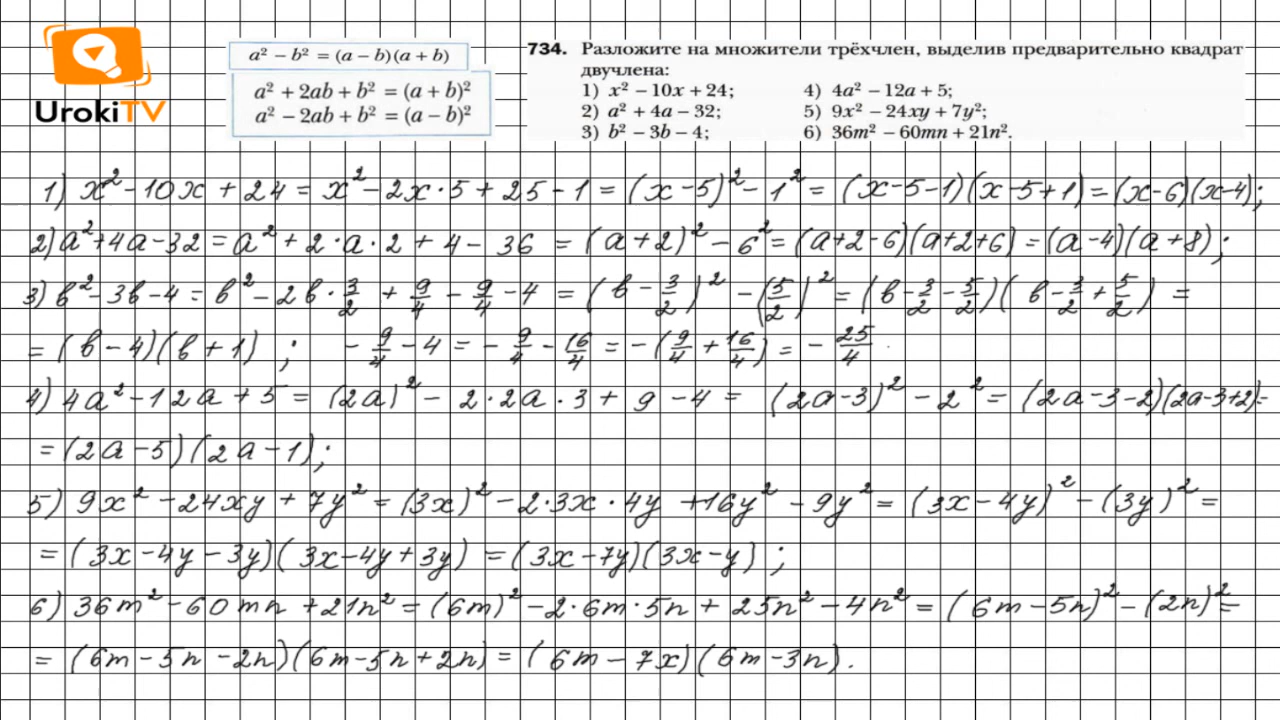 UrokiTV
a² − b² = (a − b)(a + b)
a² + 2ab + b² = (a + b)²
a² − 2ab + b² = (a − b)²
734. Разложите на множители трёхчлен, выделив предварительно квадрат
двучлена:
1) x² − 10x + 24; 4) 4a² − 12a + 5;
2) a² + 4a − 32; 5) 9x² − 24xy + 7y²;
3) b² − 3b − 4; 6) 36m² − 60mn + 21n².
1) x² − 10x + 24 = x² − 2x · 5 + 25 − 1 = (x − 5)² − 1² = (x − 5 − 1)(x − 5 + 1) = (x − 6)(x − 4);
2) a² + 4a − 32 = a² + 2 · a · 2 + 4 − 36 = (a + 2)² − 6² = (a + 2 − 6)(a + 2 + 6) = (a − 4)(a + 8);
3) b² − 3b − 4 = b² − 2b · 3/2 + 9/4 − 9/4 − 4 = (b − 3/2)² − (5/2)² = (b − 3/2 − 5/2)(b − 3/2 + 5/2) =
= (b − 4)(b + 1); − 9/4 − 4 = − 9/4 − 16/4 = −(9/4 + 16/4) = − 25/4
4) 4a² − 12a + 5 = (2a)² − 2 · 2a · 3 + 9 − 4 = (2a − 3)² − 2² = (2a − 3 − 2)(2a − 3 + 2) =
= (2a − 5)(2a − 1);
5) 9x² − 24xy + 7y² = (3x)² − 2 · 3x · 4y + 16y² − 9y² = (3x − 4y)² − (3y)² =
= (3x − 4y − 3y)(3x − 4y + 3y) = (3x − 7y)(3x − y);
6) 36m² − 60mn + 21n² = (6m)² − 2 · 6m · 5n + 25n² − 4n² = (6m − 5n)² − (2n)² =
= (6m − 5n − 2n)(6m − 5n + 2n) = (6m − 7x)(6m − 3n).